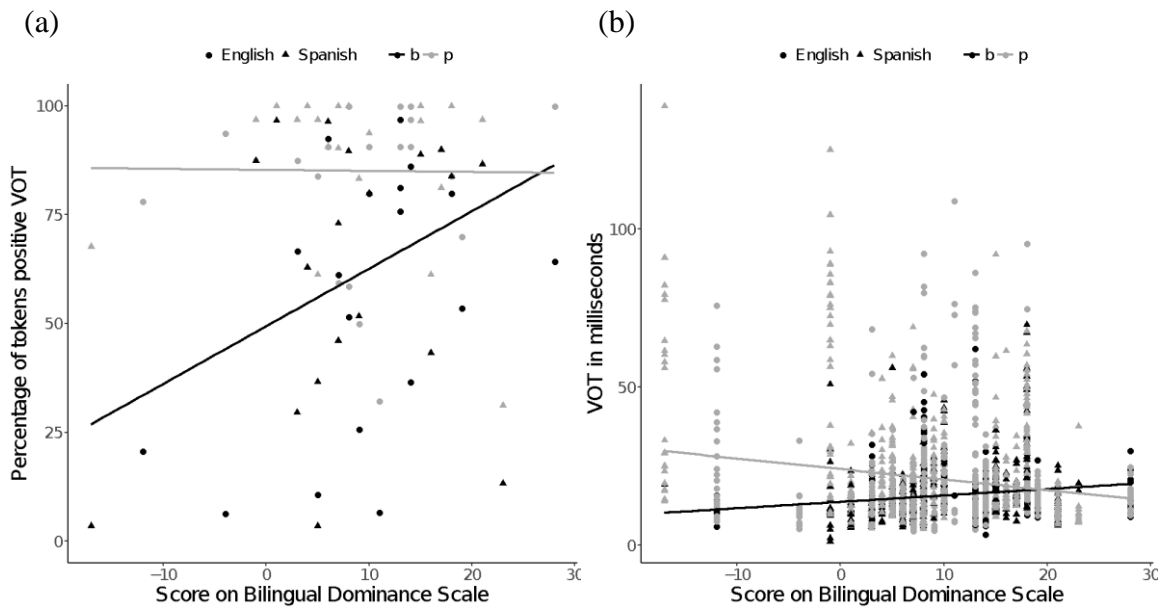 (a)
English Spanish b p
100
75
50
25
0
Percentage of tokens positive VOT
−10 0 10 20 30
Score on Bilingual Dominance Scale
(b)
English Spanish b p
100
50
0
VOT in milliseconds
−10 0 10 20 30
Score on Bilingual Dominance Scale